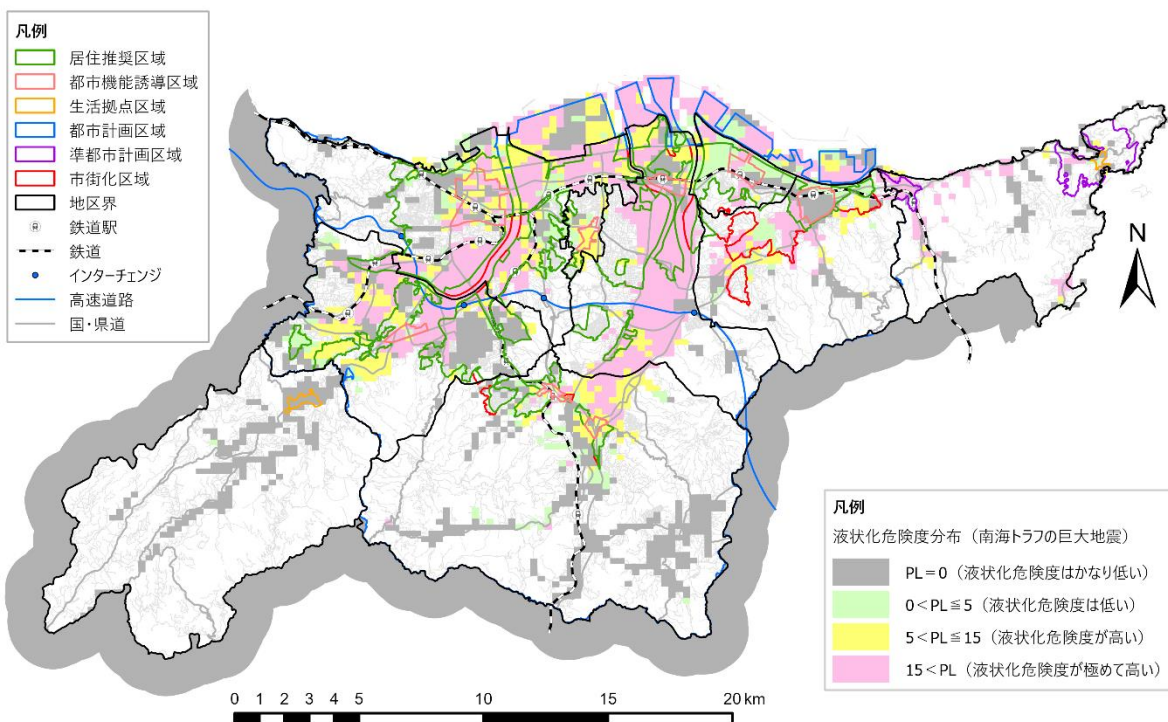 凡例
居住推奨区域
都市機能誘導区域
生活拠点区域
都市計画区域
準都市計画区域
市街化区域
地区界
鉄道駅
鉄道
インターチェンジ
高速道路
国・県道
N
凡例
液状化危険度分布（南海トラフの巨大地震）
PL＝0（液状化危険度はかなり低い）
0＜PL≦5（液状化危険度は低い）
5＜PL≦15（液状化危険度が高い）
15＜PL（液状化危険度が極めて高い）
0 1 2 3 4 5 10 15 20 km